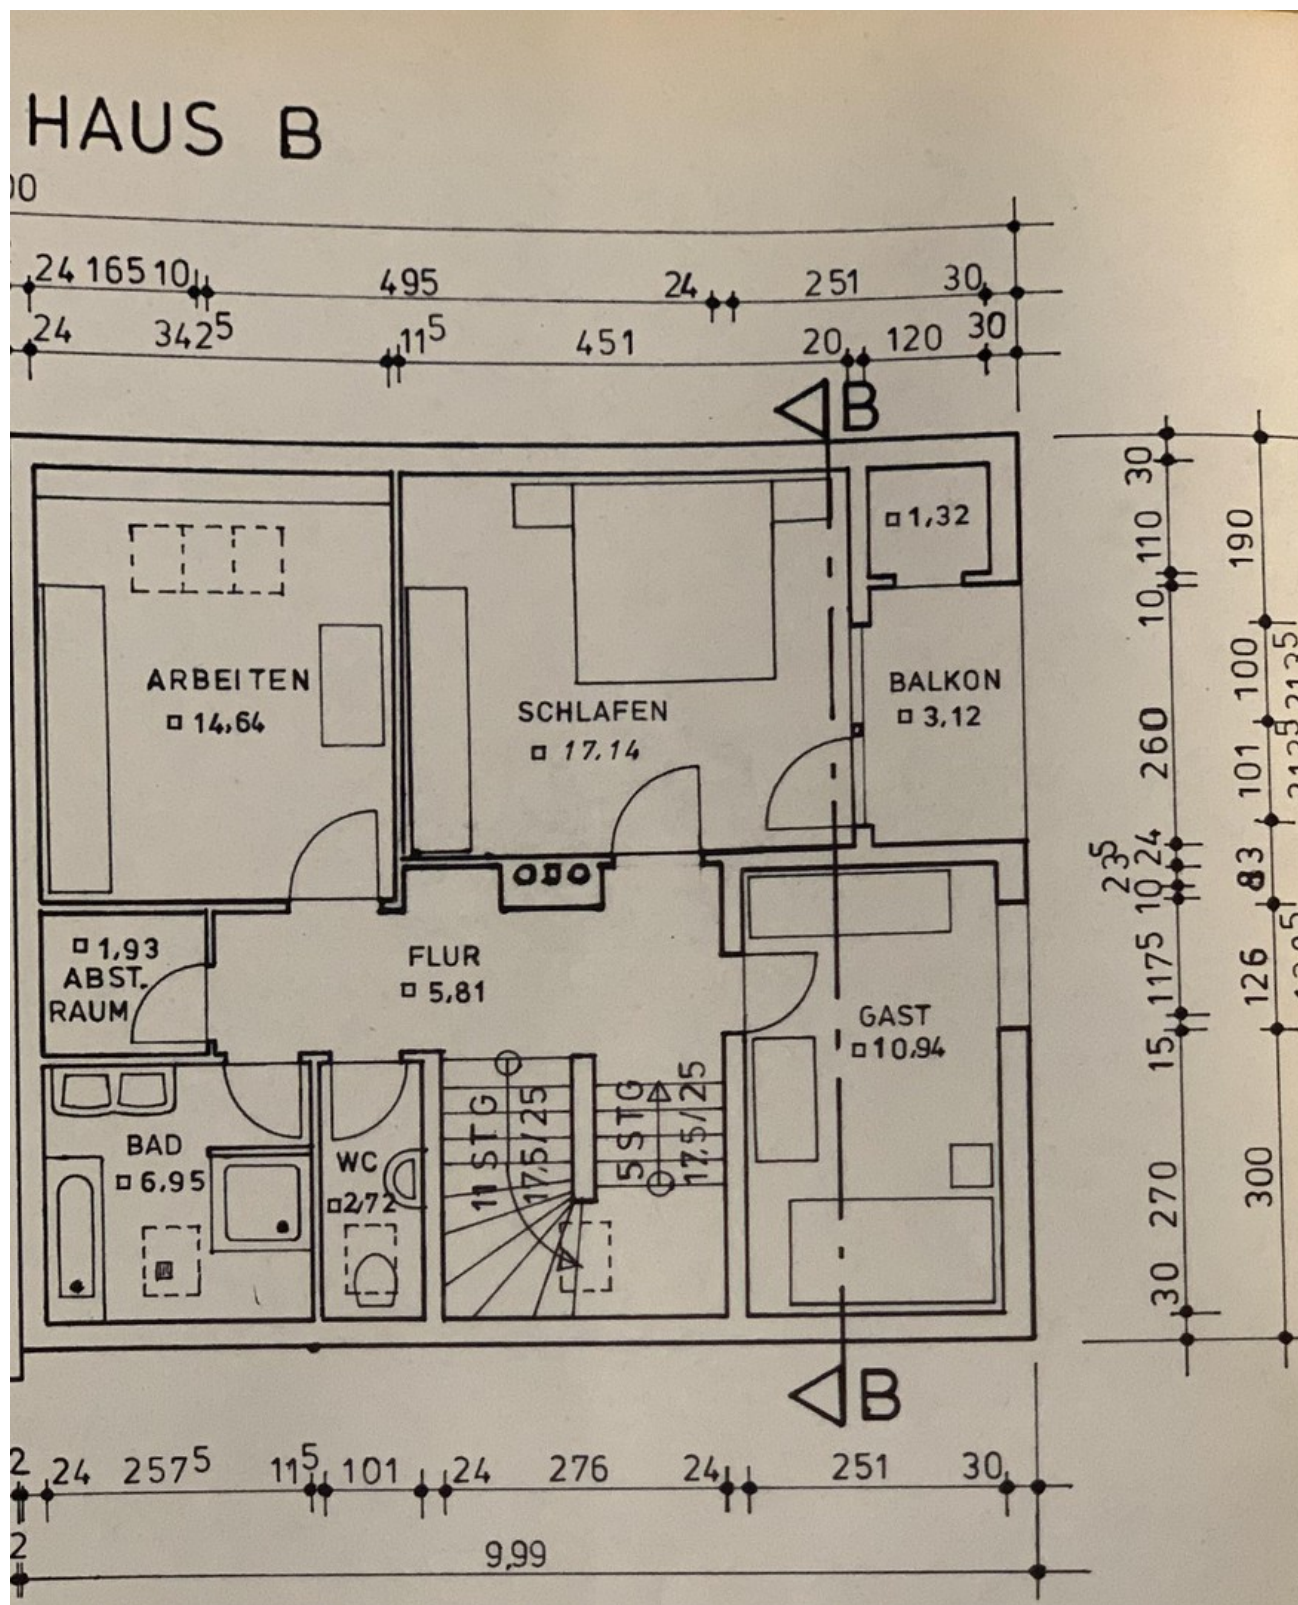 HAUS B
00
24 165 10 495 24 251 30
24 342⁵ 11⁵ 451 20 120 30
B
1,32
ARBEITEN
14,64
SCHLAFEN
17,14
BALKON
3,12
1,93
ABST.
RAUM
FLUR
5,81
GAST
10,94
BAD
6,95
WC
2,72
11 STG
17,5/25
5 STG
17,5/25
B
30
110
10
260
24
23⁵
10
1175
15
270
30
190
100
101
83
126
300
2135
2 24 257⁵ 11⁵ 101 24 276 24 251 30
2 9,99